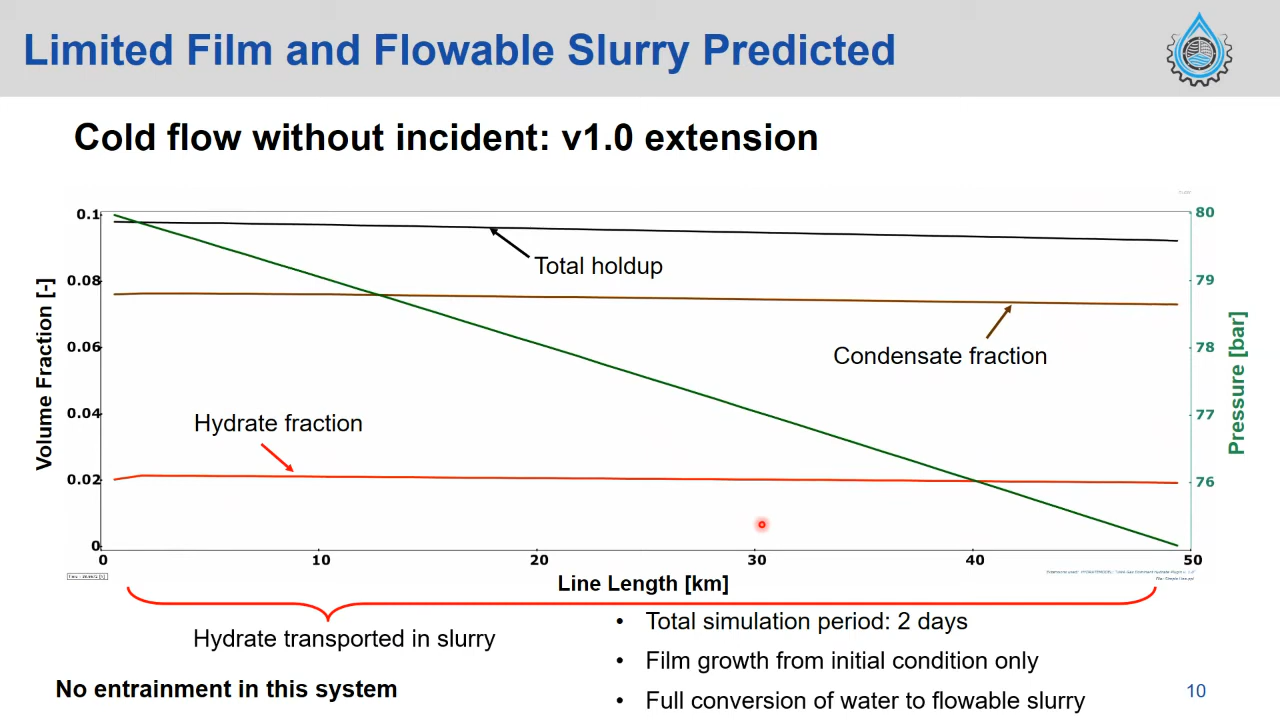 Limited Film and Flowable Slurry Predicted
Cold flow without incident: v1.0 extension
0.1
0.08
0.06
0.04
0.02
0
Volume Fraction [-]
80
79
78
77
76
Pressure [bar]
Total holdup
Condensate fraction
Hydrate fraction
0
10
20
30
40
50
Line Length [km]
Hydrate transported in slurry
No entrainment in this system
• Total simulation period: 2 days
• Film growth from initial condition only
• Full conversion of water to flowable slurry
10